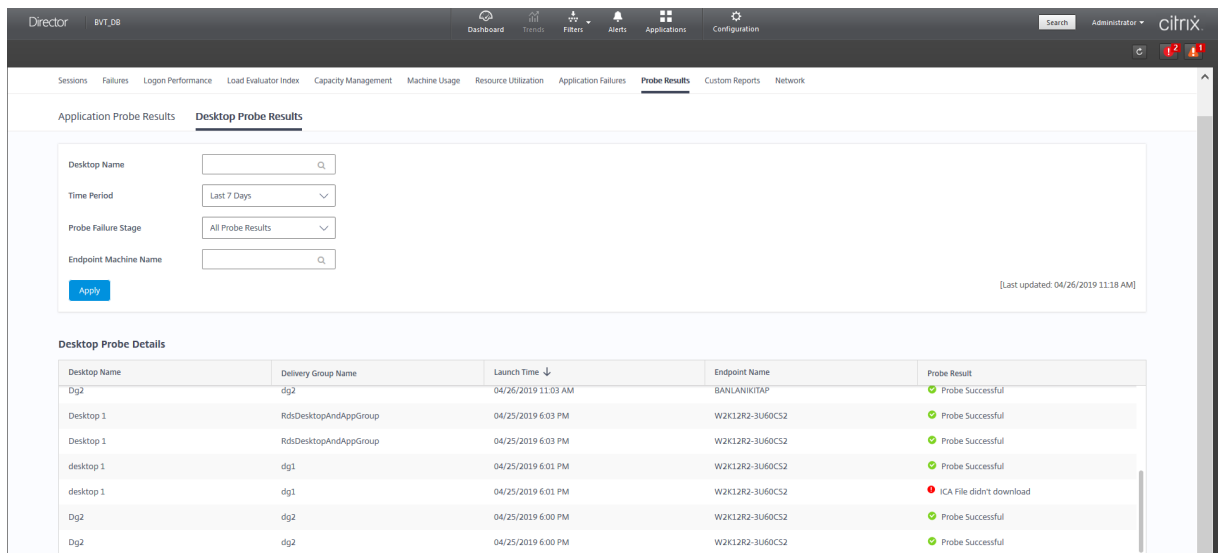 Director BVT_DB Dashboard Trends Filters Alerts Applications Configuration Search Administrator citrix
2 1
Sessions Failures Logon Performance Load Evaluator Index Capacity Management Machine Usage Resource Utilization Application Failures Probe Results Custom Reports Network
Application Probe Results Desktop Probe Results
Desktop Name
Time Period Last 7 Days
Probe Failure Stage All Probe Results
Endpoint Machine Name
Apply [Last updated: 04/26/2019 11:18 AM]
Desktop Probe Details
Desktop Name Delivery Group Name Launch Time Endpoint Name Probe Result
Dg2 dg2 04/26/2019 11:03 AM BANLANIKITAP Probe Successful
Desktop 1 RdsDesktopAndAppGroup 04/25/2019 6:03 PM W2K12R2-3U60CS2 Probe Successful
Desktop 1 RdsDesktopAndAppGroup 04/25/2019 6:03 PM W2K12R2-3U60CS2 Probe Successful
desktop 1 dg1 04/25/2019 6:01 PM W2K12R2-3U60CS2 Probe Successful
desktop 1 dg1 04/25/2019 6:01 PM W2K12R2-3U60CS2 ICA File didn't download
Dg2 dg2 04/25/2019 6:00 PM W2K12R2-3U60CS2 Probe Successful
Dg2 dg2 04/25/2019 6:00 PM W2K12R2-3U60CS2 Probe Successful